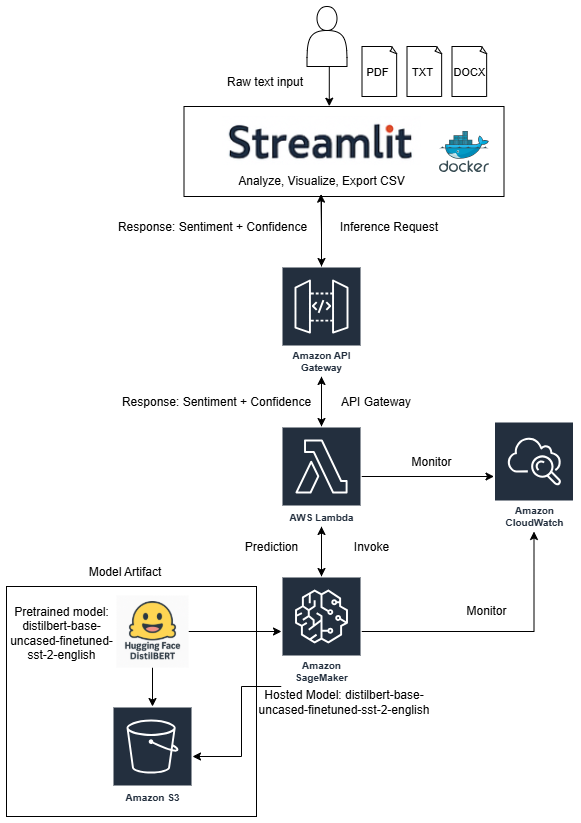 PDF
TXT
DOCX
Raw text input
Streamlit
docker
Analyze, Visualize, Export CSV
Response: Sentiment + Confidence
Inference Request
</>
Amazon API
Gateway
Response: Sentiment + Confidence
API Gateway
Monitor
AWS Lambda
Amazon
CloudWatch
Prediction
Invoke
Model Artifact
Pretrained model:
distilbert-base-
uncased-finetuned-
sst-2-english
Hugging Face
DistilBERT
Monitor
Amazon
SageMaker
Hosted Model: distilbert-base-
uncased-finetuned-sst-2-english
Amazon S3